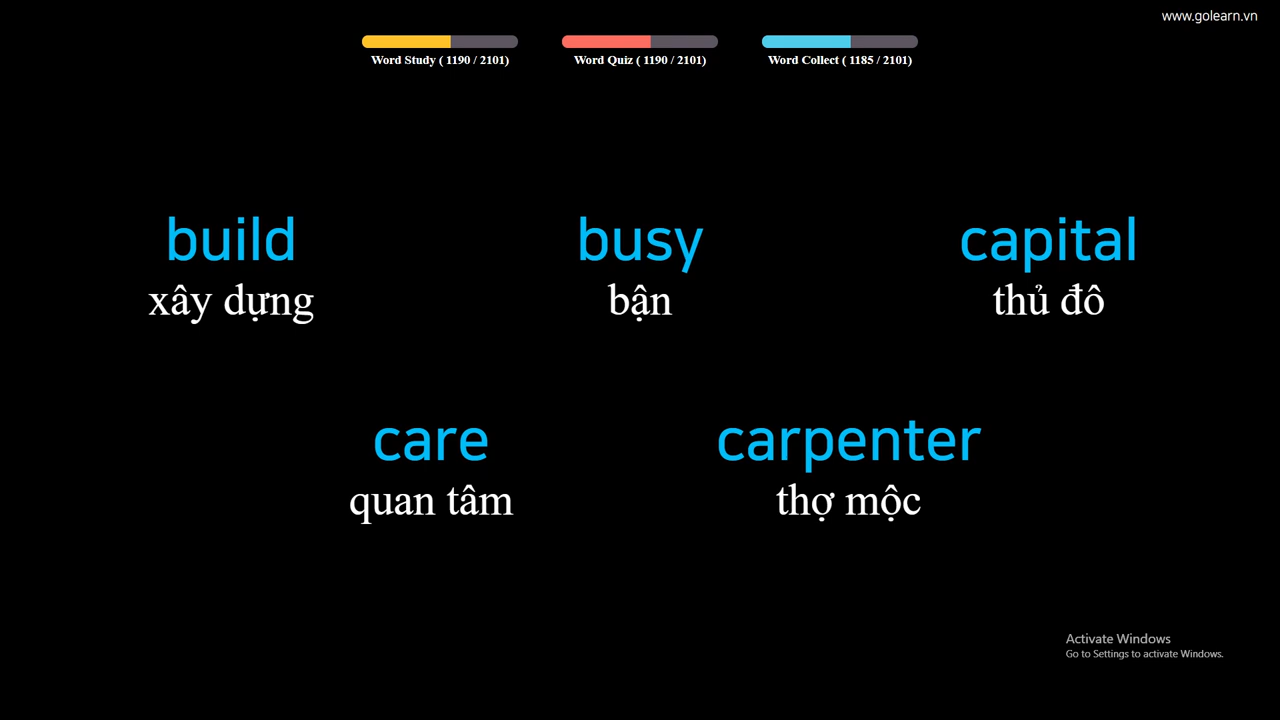 www.golearn.vn
Word Study ( 1190 / 2101)
Word Quiz ( 1190 / 2101)
Word Collect ( 1185 / 2101)
build
busy
capital
xây dựng
bận
thủ đô
care
carpenter
quan tâm
thợ mộc
Activate Windows
Go to Settings to activate Windows.